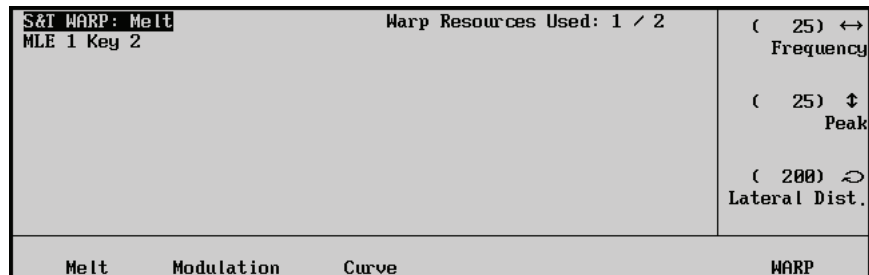 S&T WARP: Melt Warp Resources Used: 1 / 2
MLE 1 Key 2
( 25) ↔
Frequency
( 25) ↕
Peak
( 200)
Lateral Dist.
Melt Modulation Curve WARP